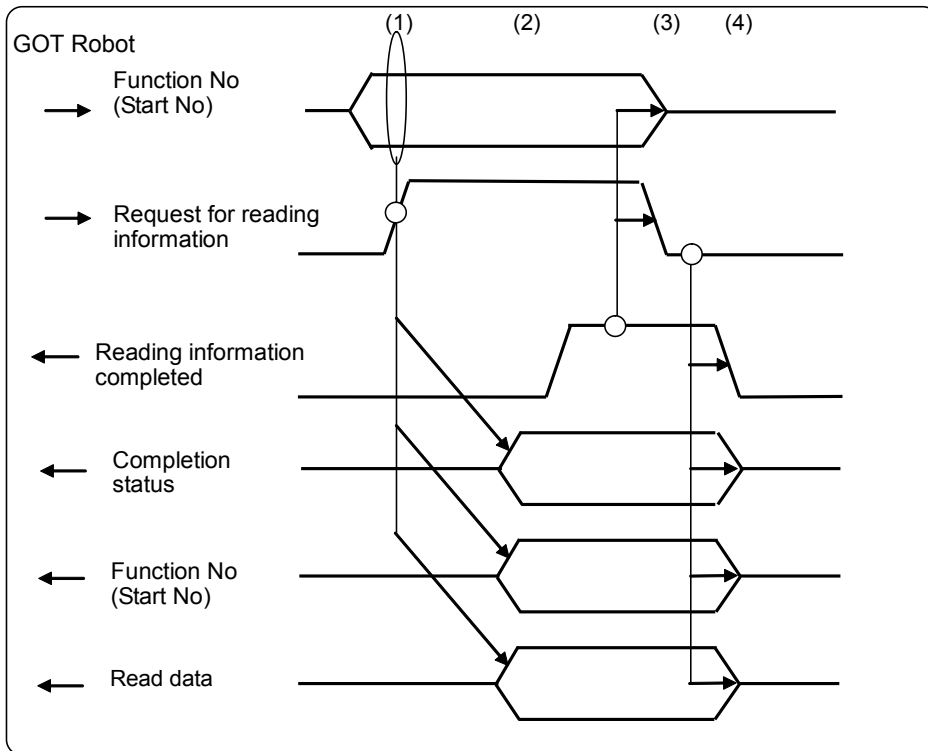 (1) (2) (3) (4)
GOT Robot
Function No
(Start No)
Request for reading
information
Reading information
completed
Completion
status
Function No
(Start No)
Read data